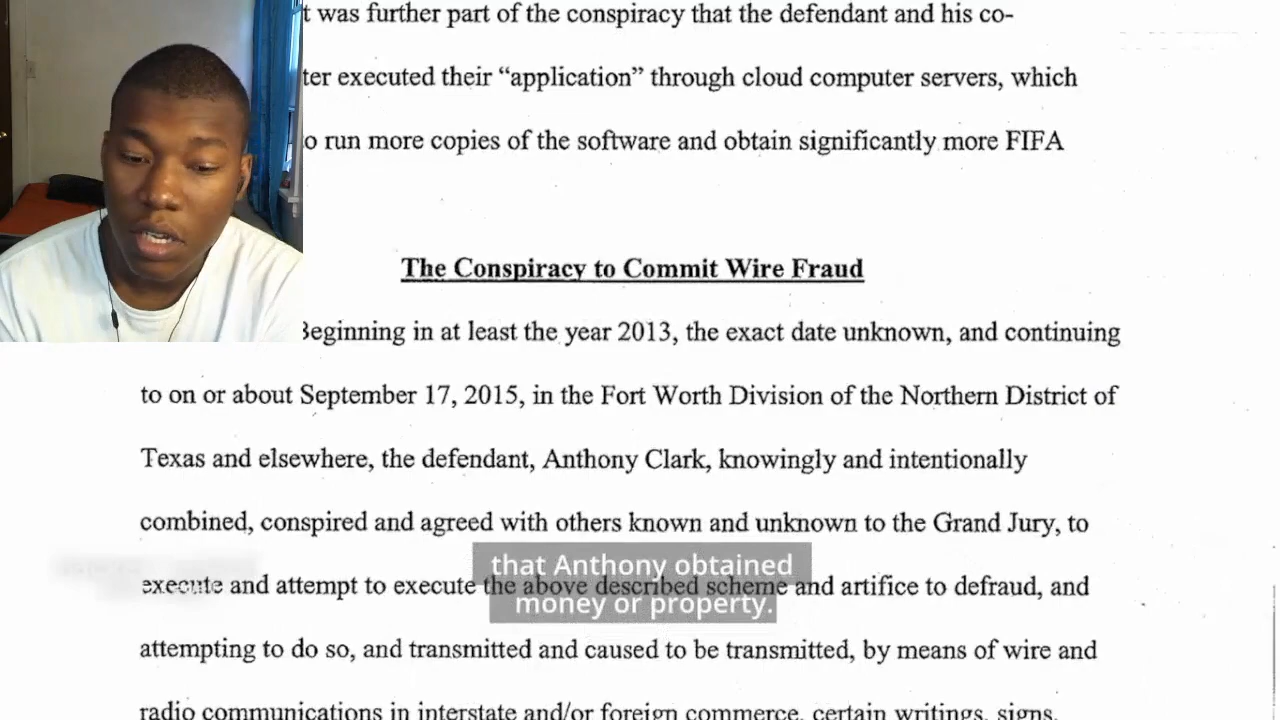 t was further part of the conspiracy that the defendant and his co-
ter executed their “application” through cloud computer servers, which
o run more copies of the software and obtain significantly more FIFA
The Conspiracy to Commit Wire Fraud
Beginning in at least the year 2013, the exact date unknown, and continuing
to on or about September 17, 2015, in the Fort Worth Division of the Northern District of
Texas and elsewhere, the defendant, Anthony Clark, knowingly and intentionally
combined, conspired and agreed with others known and unknown to the Grand Jury, to
that Anthony obtained
execute and attempt to execute the above described scheme and artifice to defraud, and
money or property.
attempting to do so, and transmitted and caused to be transmitted, by means of wire and
radio communications in interstate and/or foreign commerce, certain writings, signs,